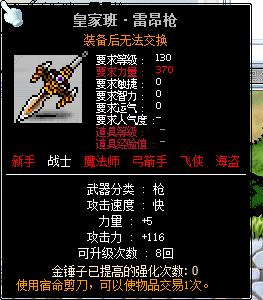 皇家班·雷昂枪
装备后无法交换
要求等级: 130
要求力量: 370
要求敏捷: 0
要求智力: 0
要求运气: 0
要求人气度: -
道具等级: -
道具经验值: -
新手 战士 魔法师 弓箭手 飞侠 海盗
武器分类: 枪
攻击速度: 快
力量: +5
攻击力: +116
可升级次数: 8回
金锤子已提高的强化次数: 0
使用宿命剪刀，可以使物品交易1次。